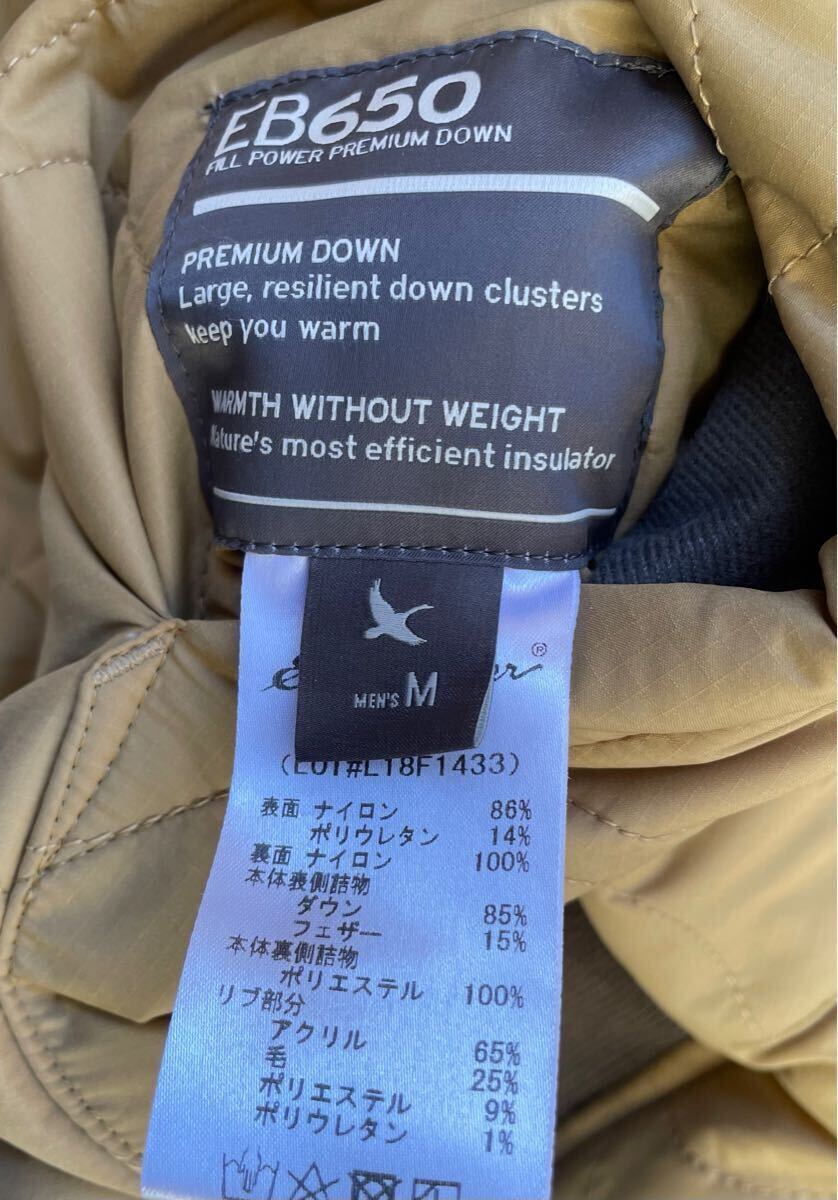 EB650
FILL POWER PREMIUM DOWN
PREMIUM DOWN
Large, resilient down clusters
keep you warm
WARMTH WITHOUT WEIGHT
Nature's most efficient insulator
®
MEN'S M
(LOT#L18F1433)
表面 ナイロン 86%
ポリウレタン 14%
裏面 ナイロン 100%
本体表側詰物
ダウン 85%
フェザー 15%
本体裏側詰物
ポリエステル 100%
リブ部分
アクリル 65%
毛 25%
ポリエステル 9%
ポリウレタン 1%